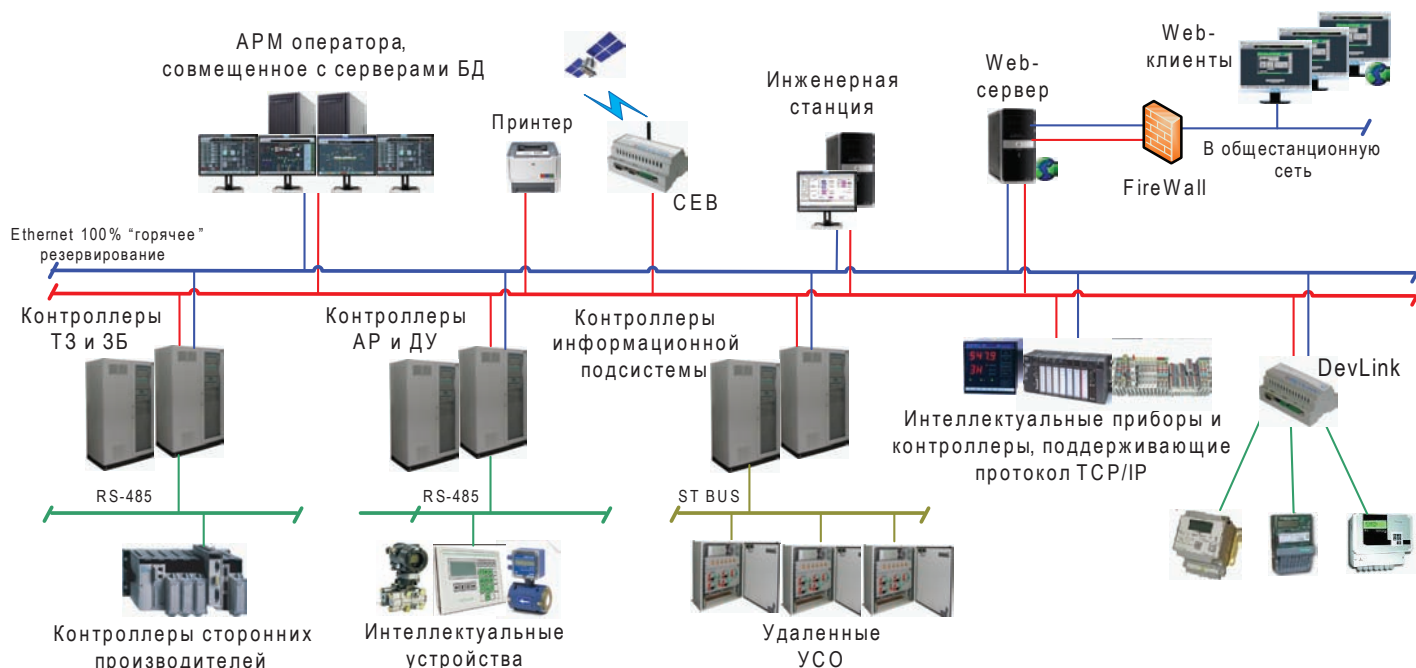 АРМ оператора,
совмещенное с серверами БД
Принтер
СЕВ
Инженерная
станция
Web-
сервер
Web-
клиенты
FireWall
В общестанционную
сеть
Ethernet 100% “горячее”
резервирование
Контроллеры
ТЗ и ЗБ
Контроллеры
АР и ДУ
Контроллеры
информационной
подсистемы
Интеллектуальные приборы и
контроллеры, поддерживающие
протокол TCP/IP
DevLink
RS-485
RS-485
ST BUS
Контроллеры сторонних
производителей
Интеллектуальные
устройства
Удаленные
УСО